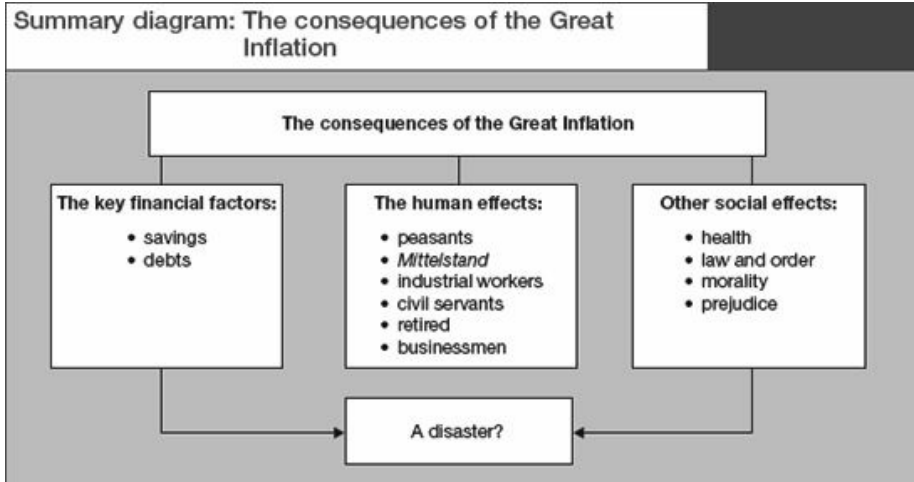 Summary diagram: The consequences of the Great
Inflation
The consequences of the Great Inflation
The key financial factors:
• savings
• debts
The human effects:
• peasants
• Mittelstand
• industrial workers
• civil servants
• retired
• businessmen
Other social effects:
• health
• law and order
• morality
• prejudice
A disaster?